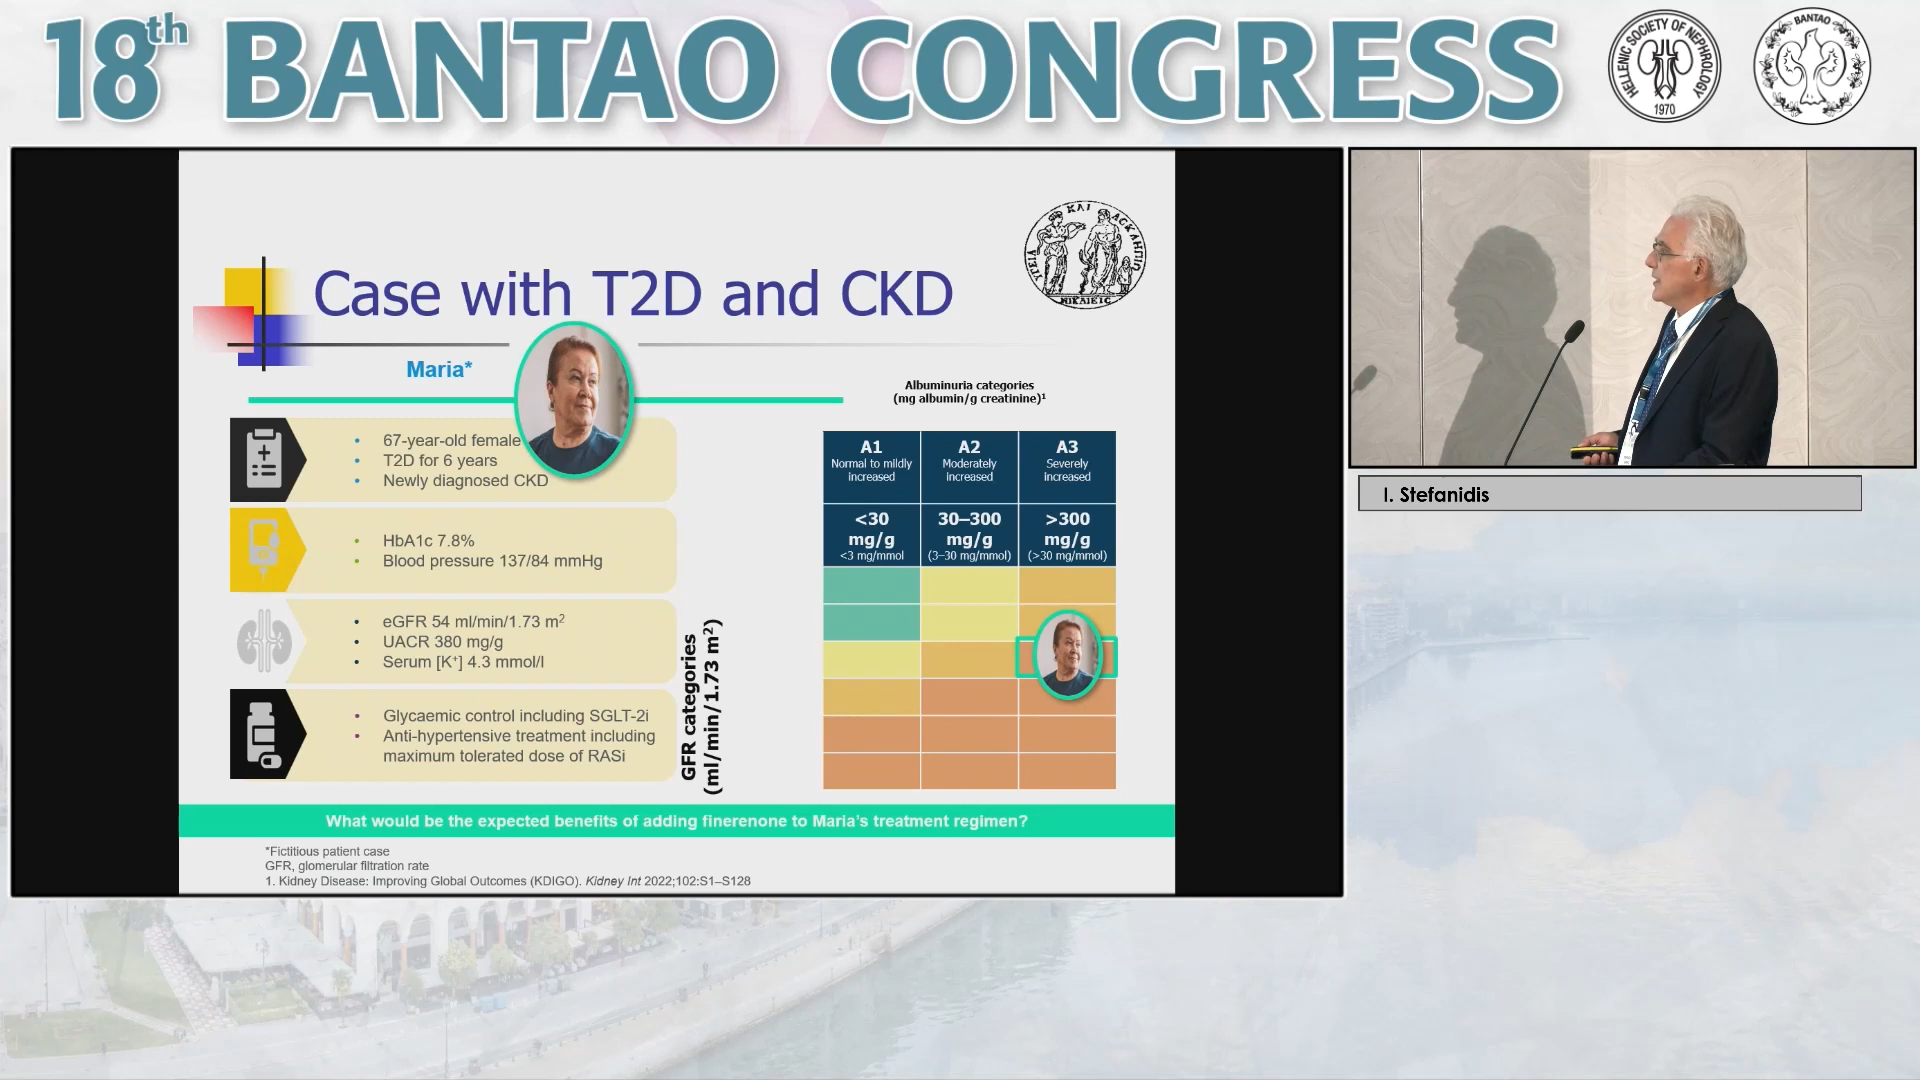 18th BANTAO CONGRESS
HELLENIC SOCIETY OF NEPHROLOGY
1970
BANTAO
Case with T2D and CKD
ΥΓΕΙΑ ΚΑΙ ΑΣΚΛΗΠΙΩ
ΝΙΚΑΙΕΙΣ
Maria*
• 67-year-old female
• T2D for 6 years
• Newly diagnosed CKD
• HbA1c 7.8%
• Blood pressure 137/84 mmHg
• eGFR 54 ml/min/1.73 m²
• UACR 380 mg/g
• Serum [K⁺] 4.3 mmol/l
• Glycaemic control including SGLT-2i
• Anti-hypertensive treatment including
maximum tolerated dose of RASi
Albuminuria categories
(mg albumin/g creatinine)¹
A1
Normal to mildly
increased
A2
Moderately
increased
A3
Severely
increased
<30
mg/g
<3 mg/mmol
30–300
mg/g
(3–30 mg/mmol)
>300
mg/g
(>30 mg/mmol)
GFR categories
(ml/min/1.73 m²)
What would be the expected benefits of adding finerenone to Maria's treatment regimen?
*Fictitious patient case
GFR, glomerular filtration rate
1. Kidney Disease: Improving Global Outcomes (KDIGO). Kidney Int 2022;102:S1–S128
I. Stefanidis